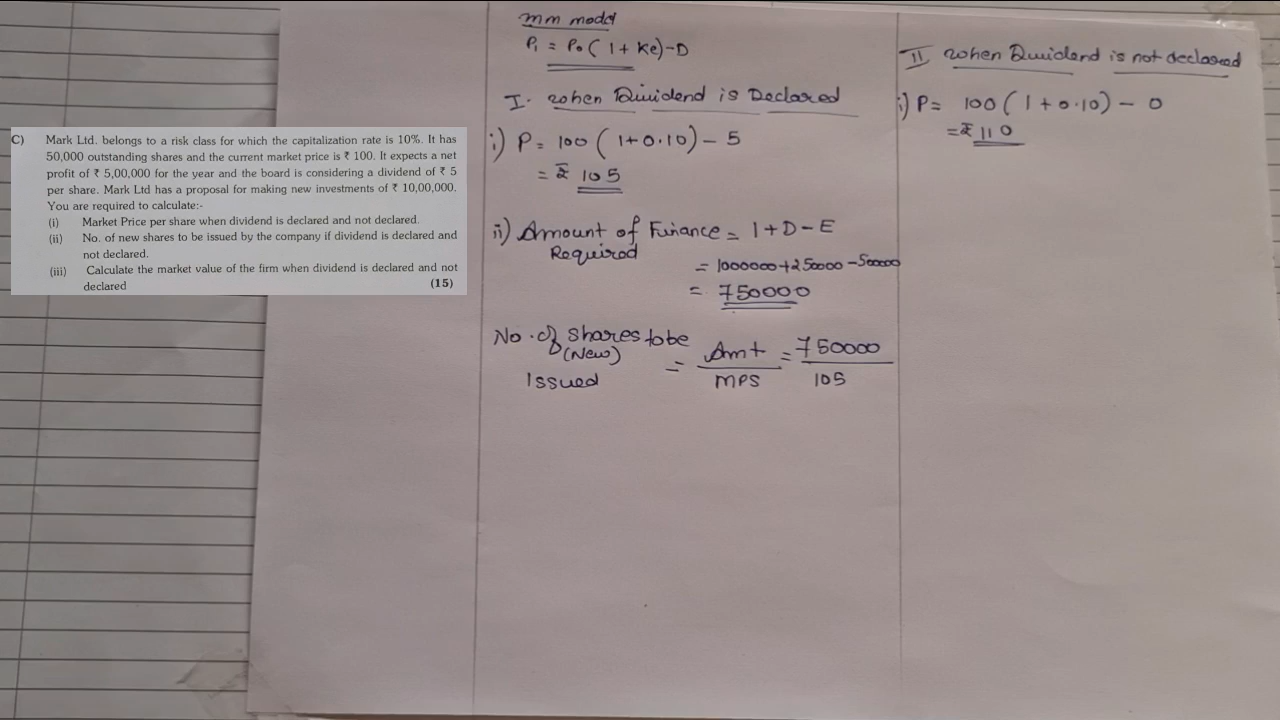 C) Mark Ltd. belongs to a risk class for which the capitalization rate is 10%. It has
50,000 outstanding shares and the current market price is ₹ 100. It expects a net
profit of ₹ 5,00,000 for the year and the board is considering a dividend of ₹ 5
per share. Mark Ltd has a proposal for making new investments of ₹ 10,00,000.
You are required to calculate:-
(i) Market Price per share when dividend is declared and not declared.
(ii) No. of new shares to be issued by the company if dividend is declared and
not declared.
(iii) Calculate the market value of the firm when dividend is declared and not
declared (15)
mm model
P₁ = P₀ ( 1 + Ke) - D
I. when Dividend is Declared
i) P = 100 ( 1+0.10) - 5
= ₹ 105
ii) Amount of Finance = I + D - E
Required
= 1000000 + 250000 - 500000
= 750000
No. of shares to be
(New)
Issued
= Amt / MPS = 750000 / 105
II when Dividend is not declared
i) P = 100 ( 1 + 0.10) - 0
= ₹ 110